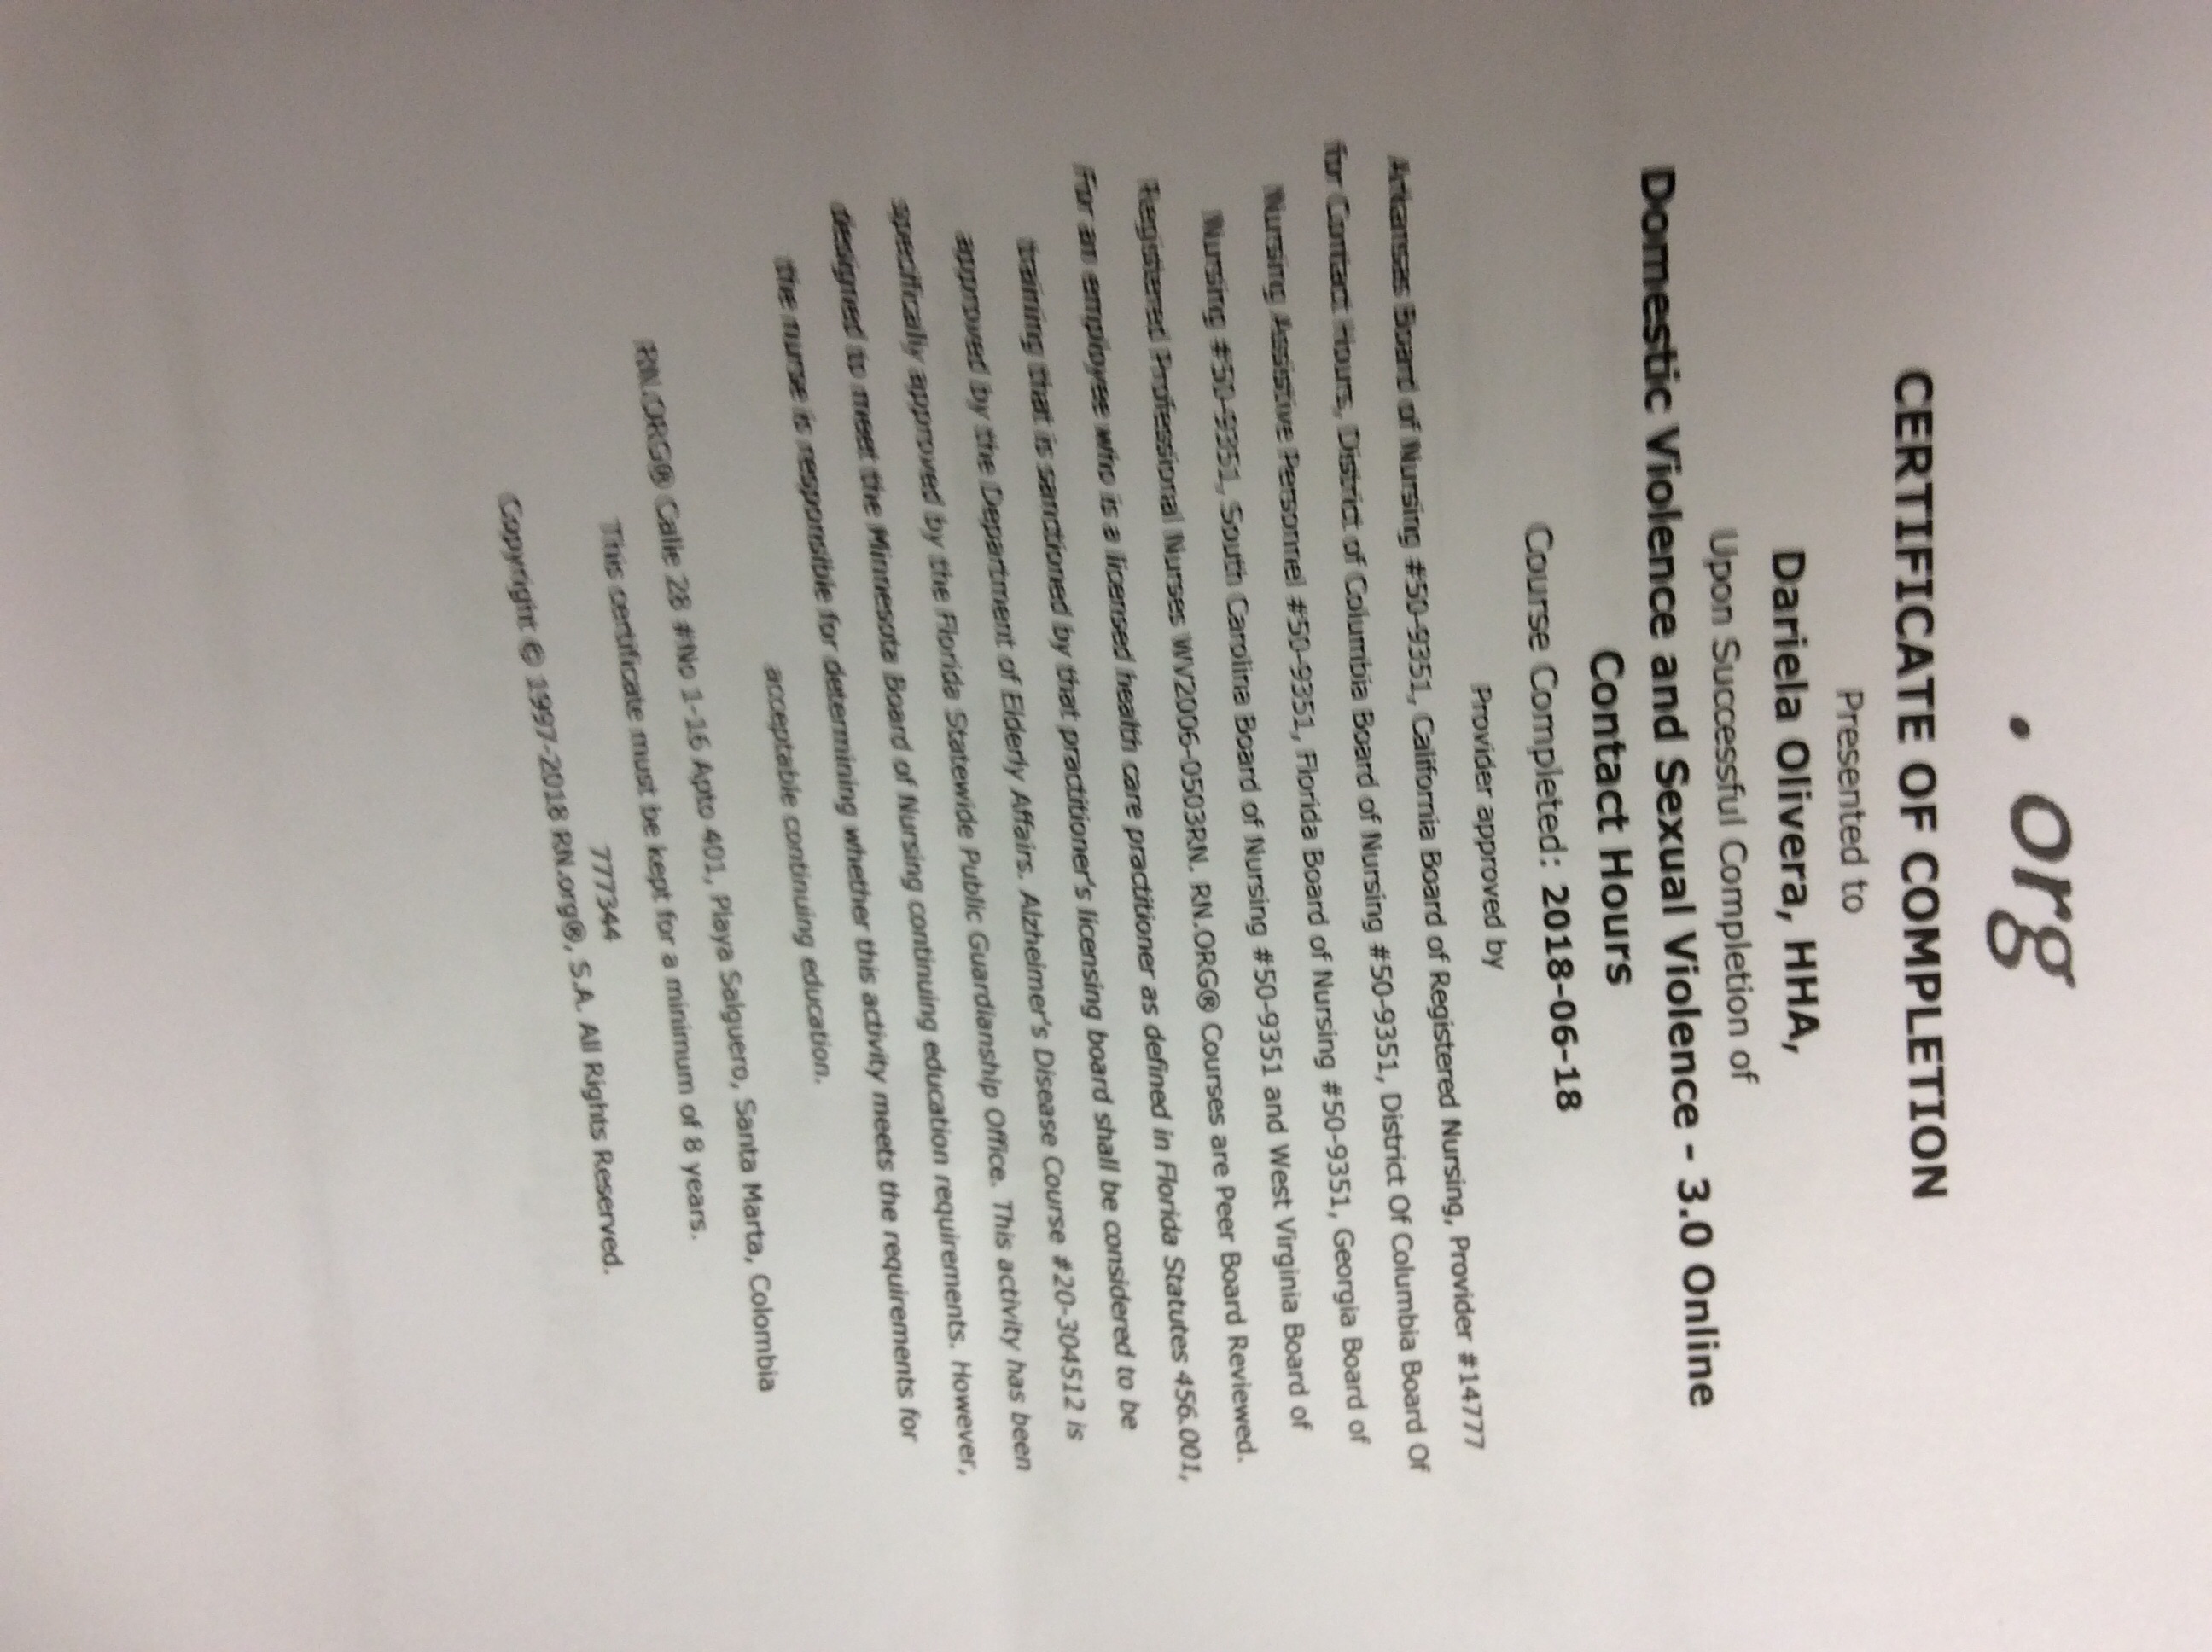 . org
CERTIFICATE OF COMPLETION
Presented to
Dariela Olivera, HHA,
Upon Successful Completion of
Domestic Violence and Sexual Violence - 3.0 Online
Contact Hours
Course Completed: 2018-06-18
Provider approved by
Arkansas Board of Nursing #50-9351, California Board of Registered Nursing, Provider #14777
for Contact Hours, District of Columbia Board of Nursing #50-9351, District Of Columbia Board Of
Nursing Assistive Personnel #50-9351, Florida Board of Nursing #50-9351, Georgia Board of
Nursing #50-9351, South Carolina Board of Nursing #50-9351 and West Virginia Board of
Registered Professional Nurses WV2006-0503RN. RN.ORG® Courses are Peer Board Reviewed.
For an employee who is a licensed health care practitioner as defined in Florida Statutes 456.001,
training that is sanctioned by that practitioner's licensing board shall be considered to be
approved by the Department of Elderly Affairs. Alzheimer's Disease Course #20-304512 is
specifically approved by the Florida Statewide Public Guardianship Office. This activity has been
designed to meet the Minnesota Board of Nursing continuing education requirements. However,
the nurse is responsible for determining whether this activity meets the requirements for
acceptable continuing education.
RN.ORG® Calle 28 #No 1-16 Apto 401, Playa Salguero, Santa Marta, Colombia
This certificate must be kept for a minimum of 8 years.
777344
Copyright © 1997-2018 RN.org®, S.A. All Rights Reserved.